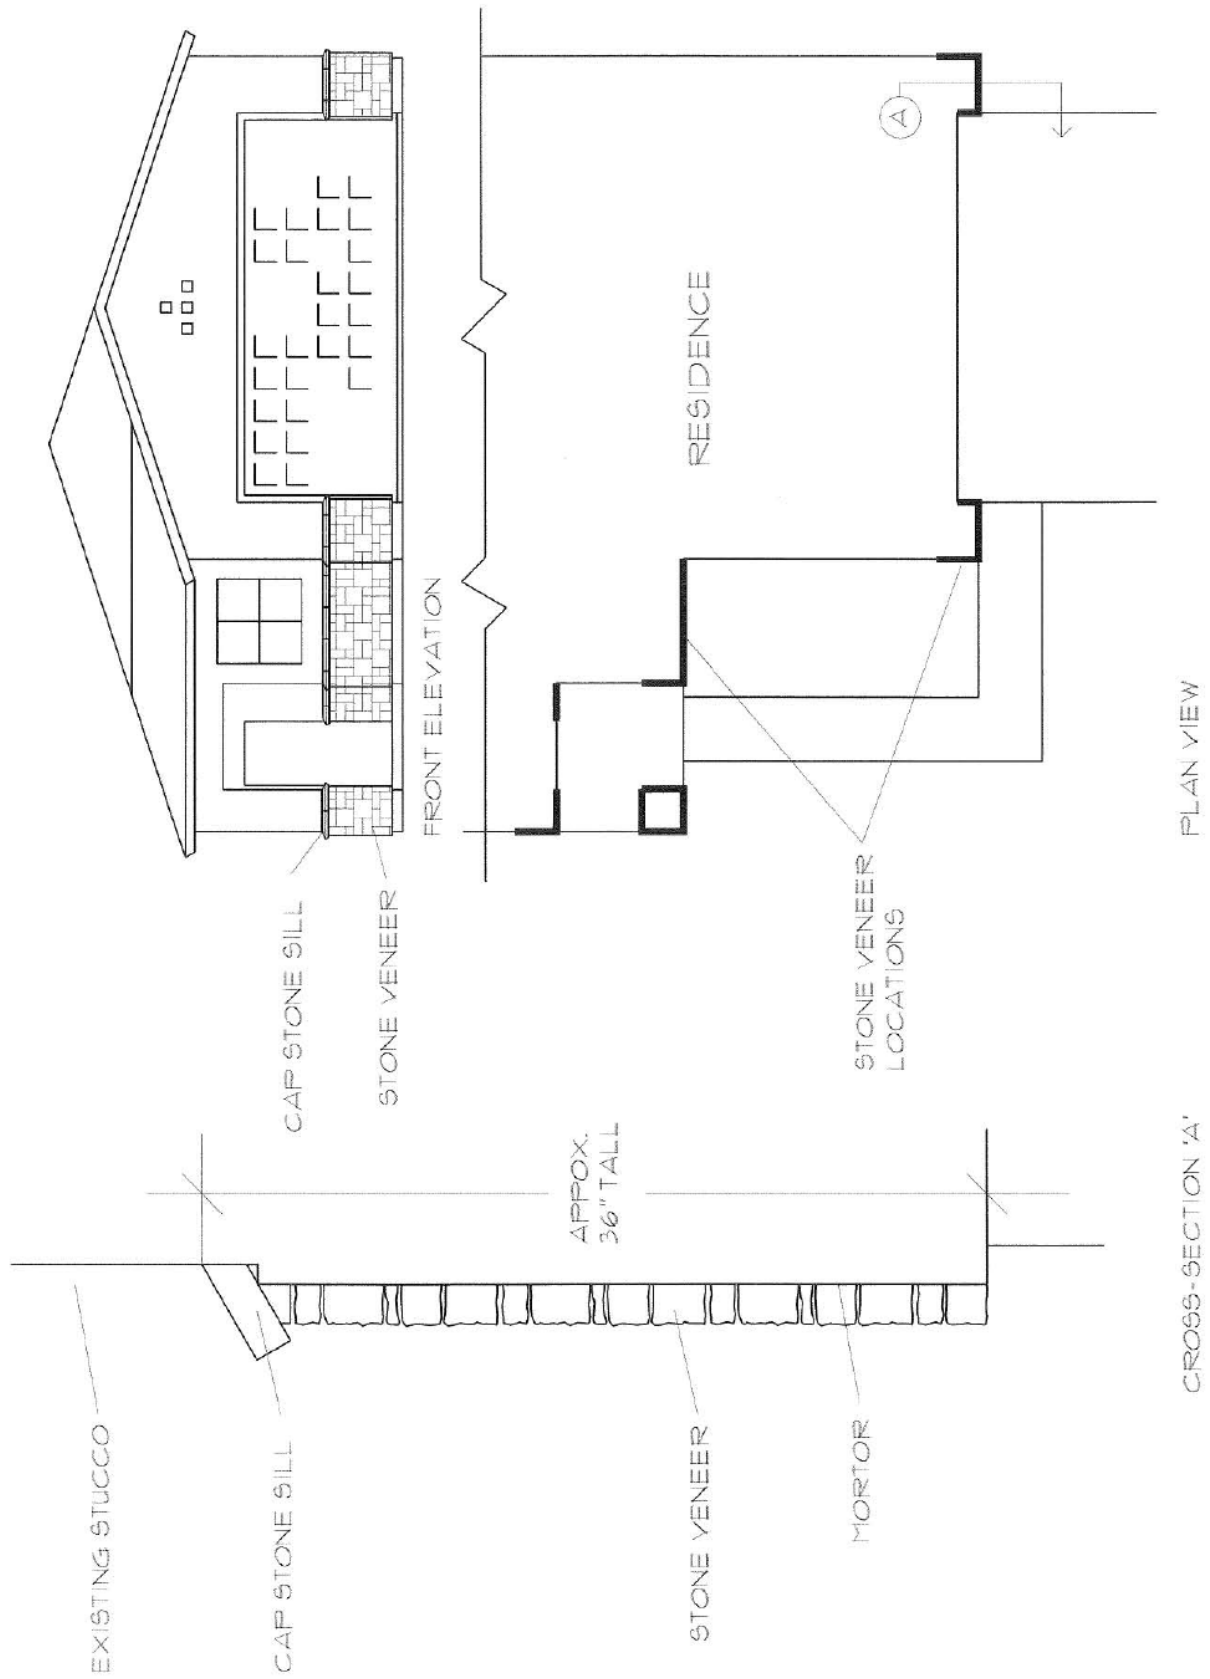 EXISTING STUCCO
CAP STONE SILL
STONE VENEER
MORTOR
APPOX.
36" TALL
CROSS-SECTION 'A'
CAP STONE SILL
STONE VENEER
FRONT ELEVATION
RESIDENCE
A
STONE VENEER
LOCATIONS
PLAN VIEW